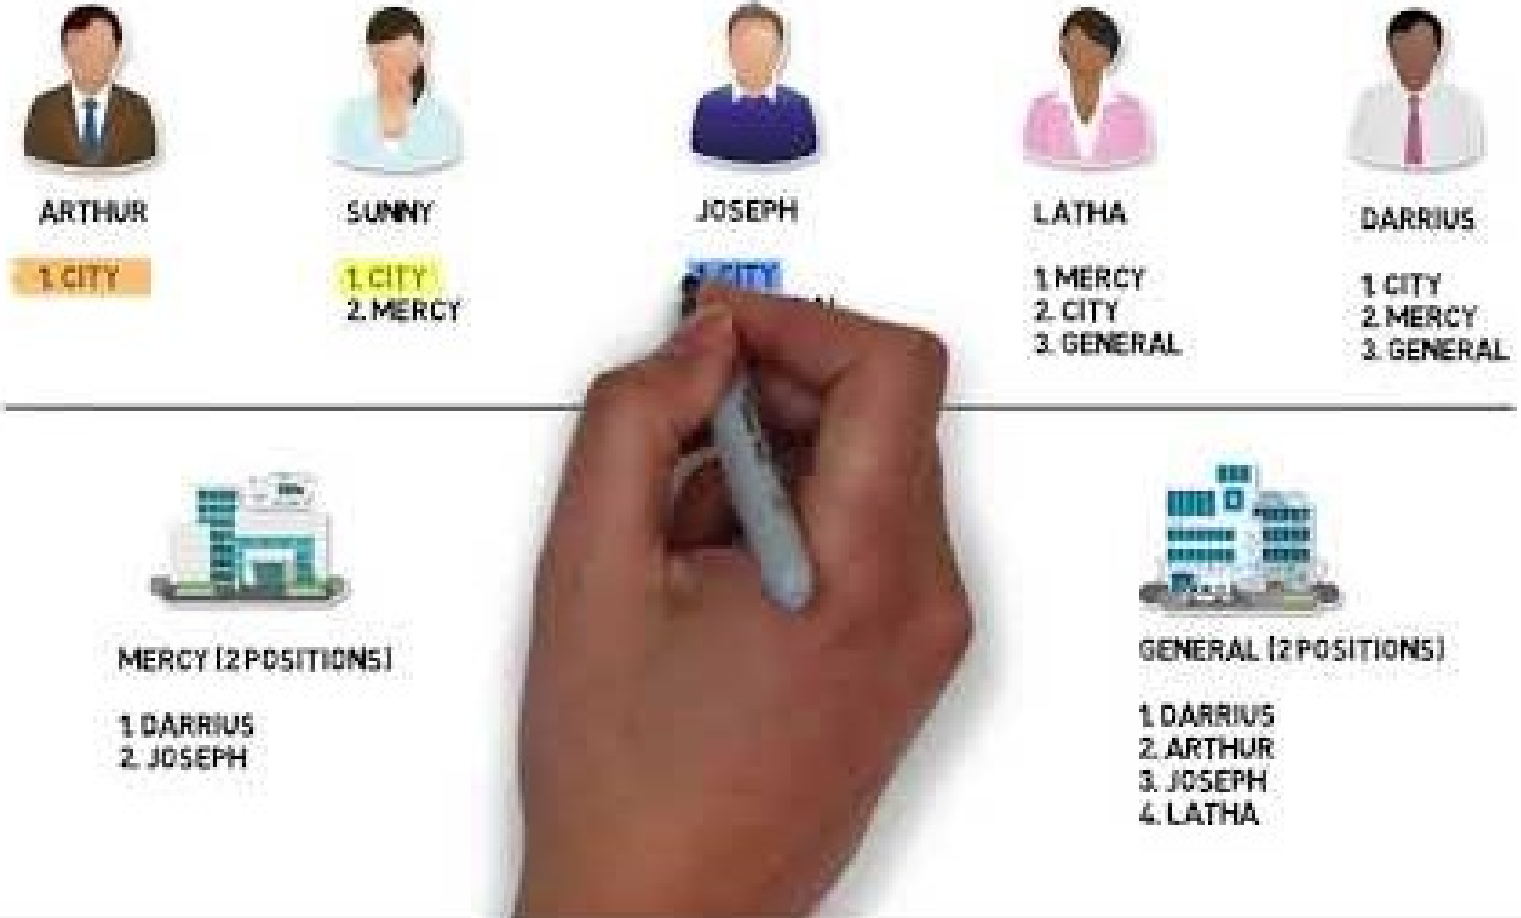 ARTHUR
1. CITY
SUNNY
1. CITY
2. MERCY
JOSEPH
1. CITY
LATHA
1. MERCY
2. CITY
3. GENERAL
DARRIUS
1. CITY
2. MERCY
3. GENERAL
MERCY (2 POSITIONS)
1. DARRIUS
2. JOSEPH
GENERAL (2 POSITIONS)
1. DARRIUS
2. ARTHUR
3. JOSEPH
4. LATHA